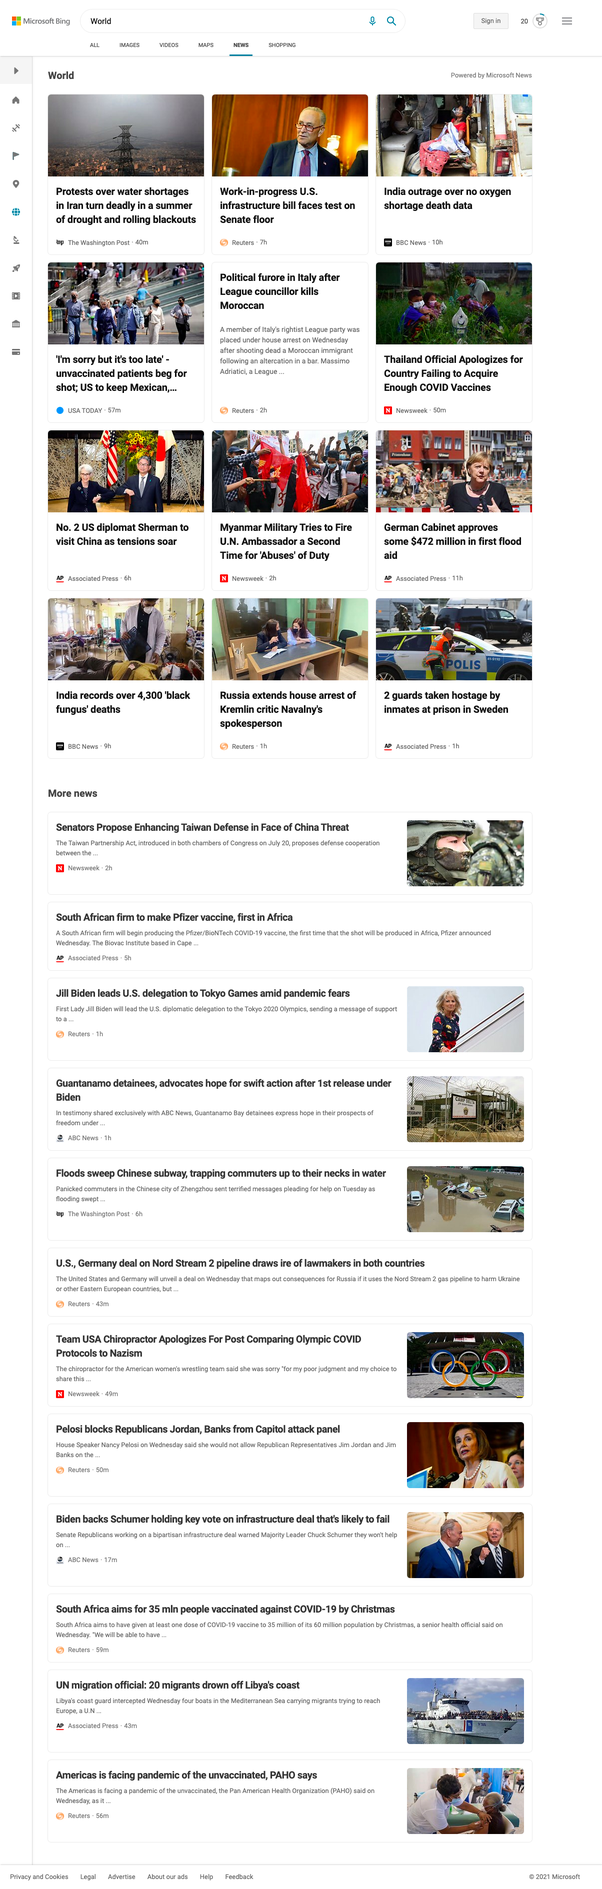 Microsoft Bing
World
Sign in
20
ALL
IMAGES
VIDEOS
MAPS
NEWS
SHOPPING
World
Powered by Microsoft News
Protests over water shortages
in Iran turn deadly in a summer
of drought and rolling blackouts
wp The Washington Post · 40m
Work-in-progress U.S.
infrastructure bill faces test on
Senate floor
Reuters · 7h
India outrage over no oxygen
shortage death data
BBC News · 10h
'I'm sorry but it's too late' -
unvaccinated patients beg for
shot; US to keep Mexican,...
USA TODAY · 57m
Political furore in Italy after
League councillor kills
Moroccan
A member of Italy's rightist League party was
placed under house arrest on Wednesday
after shooting dead a Moroccan immigrant
following an altercation in a bar. Massimo
Adriatici, a League ...
Reuters · 2h
Thailand Official Apologizes for
Country Failing to Acquire
Enough COVID Vaccines
N Newsweek · 50m
No. 2 US diplomat Sherman to
visit China as tensions soar
AP Associated Press · 6h
Myanmar Military Tries to Fire
U.N. Ambassador a Second
Time for 'Abuses' of Duty
N Newsweek · 2h
German Cabinet approves
some $472 million in first flood
aid
AP Associated Press · 11h
POLIS
India records over 4,300 'black
fungus' deaths
BBC News · 9h
Russia extends house arrest of
Kremlin critic Navalny's
spokesperson
Reuters · 1h
2 guards taken hostage by
inmates at prison in Sweden
AP Associated Press · 1h
More news
Senators Propose Enhancing Taiwan Defense in Face of China Threat
The Taiwan Partnership Act, introduced in both chambers of Congress on July 20, proposes defense cooperation
between the ...
N Newsweek · 2h
South African firm to make Pfizer vaccine, first in Africa
A South African firm will begin producing the Pfizer/BioNTech COVID-19 vaccine, the first time that the shot will be produced in Africa, Pfizer announced
Wednesday. The Biovac Institute based in Cape ...
AP Associated Press · 5h
Jill Biden leads U.S. delegation to Tokyo Games amid pandemic fears
First Lady Jill Biden will lead the U.S. diplomatic delegation to the Tokyo 2020 Olympics, sending a message of support
to a ...
Reuters · 1h
Guantanamo detainees, advocates hope for swift action after 1st release under
Biden
In testimony shared exclusively with ABC News, Guantanamo Bay detainees express hope in their prospects of
freedom under ...
ABC News · 1h
Floods sweep Chinese subway, trapping commuters up to their necks in water
Panicked commuters in the Chinese city of Zhengzhou sent terrified messages pleading for help on Tuesday as
flooding swept ...
wp The Washington Post · 6h
U.S., Germany deal on Nord Stream 2 pipeline draws ire of lawmakers in both countries
The United States and Germany will unveil a deal on Wednesday that maps out consequences for Russia if it uses the Nord Stream 2 gas pipeline to harm Ukraine
or other Eastern European countries, but ...
Reuters · 43m
Team USA Chiropractor Apologizes For Post Comparing Olympic COVID
Protocols to Nazism
The chiropractor for the American women's wrestling team said she was sorry "for my poor judgment and my choice to
share this ...
N Newsweek · 49m
Pelosi blocks Republicans Jordan, Banks from Capitol attack panel
House Speaker Nancy Pelosi on Wednesday said she would not allow Republican Representatives Jim Jordan and Jim
Banks on the ...
Reuters · 50m
Biden backs Schumer holding key vote on infrastructure deal that's likely to fail
Senate Republicans working on a bipartisan infrastructure deal warned Majority Leader Chuck Schumer they won't help
on ...
ABC News · 17m
South Africa aims for 35 mln people vaccinated against COVID-19 by Christmas
South Africa aims to have given at least one dose of COVID-19 vaccine to 35 million of its 60 million population by Christmas, a senior health official said on
Wednesday. "We will be able to have ...
Reuters · 59m
UN migration official: 20 migrants drown off Libya's coast
Libya's coast guard intercepted Wednesday four boats in the Mediterranean Sea carrying migrants trying to reach
Europe, a U.N ...
AP Associated Press · 43m
Americas is facing pandemic of the unvaccinated, PAHO says
The Americas is facing a pandemic of the unvaccinated, the Pan American Health Organization (PAHO) said on
Wednesday, as it ...
Reuters · 56m
Privacy and Cookies
Legal
Advertise
About our ads
Help
Feedback
© 2021 Microsoft